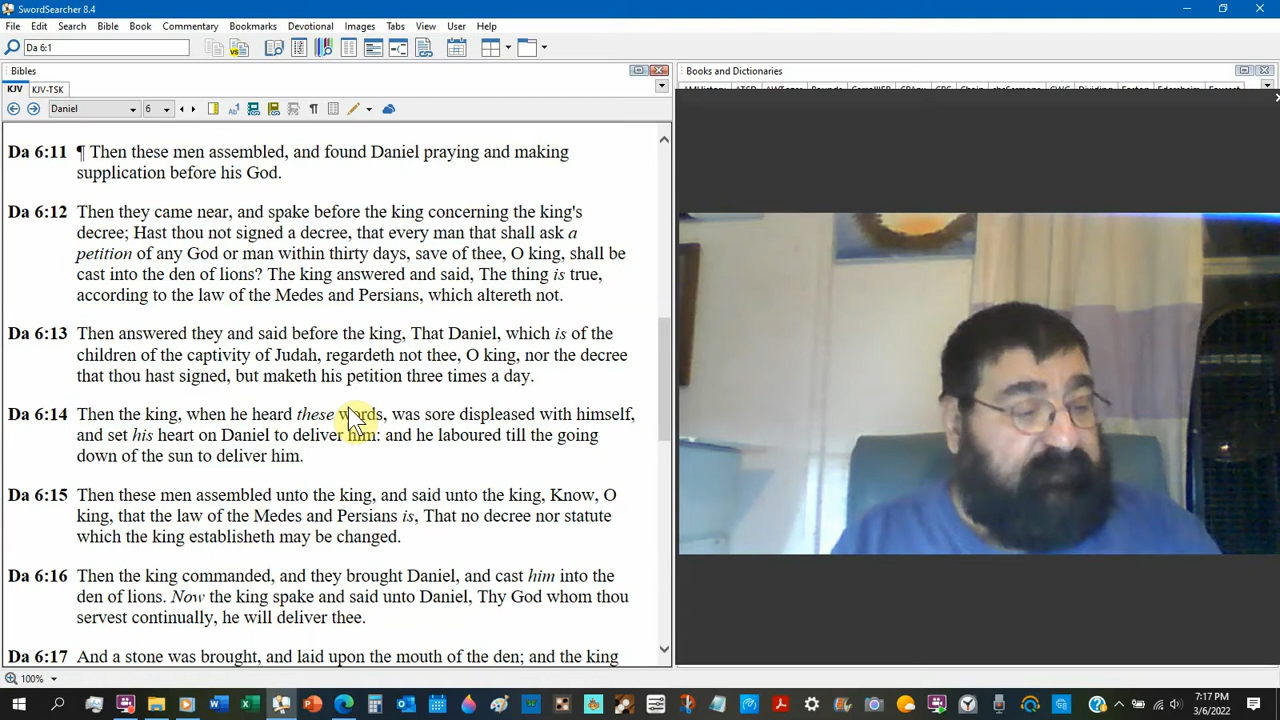 SwordSearcher 8.4
File Edit Search Bible Book Commentary Bookmarks Devotional Images Tabs View User Help
Da 6:1
Bibles
Books and Dictionaries
KJV KJV-TSK
Daniel 6
Da 6:11 ¶ Then these men assembled, and found Daniel praying and making
supplication before his God.
Da 6:12 Then they came near, and spake before the king concerning the king's
decree; Hast thou not signed a decree, that every man that shall ask a
petition of any God or man within thirty days, save of thee, O king, shall be
cast into the den of lions? The king answered and said, The thing is true,
according to the law of the Medes and Persians, which altereth not.
Da 6:13 Then answered they and said before the king, That Daniel, which is of the
children of the captivity of Judah, regardeth not thee, O king, nor the decree
that thou hast signed, but maketh his petition three times a day.
Da 6:14 Then the king, when he heard these words, was sore displeased with himself,
and set his heart on Daniel to deliver him: and he laboured till the going
down of the sun to deliver him.
Da 6:15 Then these men assembled unto the king, and said unto the king, Know, O
king, that the law of the Medes and Persians is, That no decree nor statute
which the king establisheth may be changed.
Da 6:16 Then the king commanded, and they brought Daniel, and cast him into the
den of lions. Now the king spake and said unto Daniel, Thy God whom thou
servest continually, he will deliver thee.
Da 6:17 And a stone was brought, and laid upon the mouth of the den; and the king
100%
7:17 PM
3/6/2022